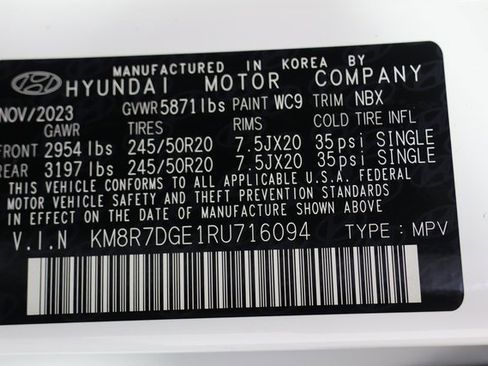 MANUFACTURED IN KOREA BY
HYUNDAI MOTOR COMPANY
NOV/2023 GVWR 5871lbs PAINT WC9 TRIM NBX
GAWR TIRES RIMS COLD TIRE INFL
FRONT 2954 lbs 245/50R20 7.5JX20 35psi SINGLE
REAR 3197 lbs 245/50R20 7.5JX20 35psi SINGLE
THIS VEHICLE CONFORMS TO ALL APPLICABLE U.S.A. FEDERAL
MOTOR VEHICLE SAFETY, BUMPER, AND THEFT PREVENTION
STANDARDS IN EFFECT ON THE DATE OF MANUFACTURE SHOWN ABOVE.
V.I.N KM8R7DGE1RU716094 TYPE : MPV